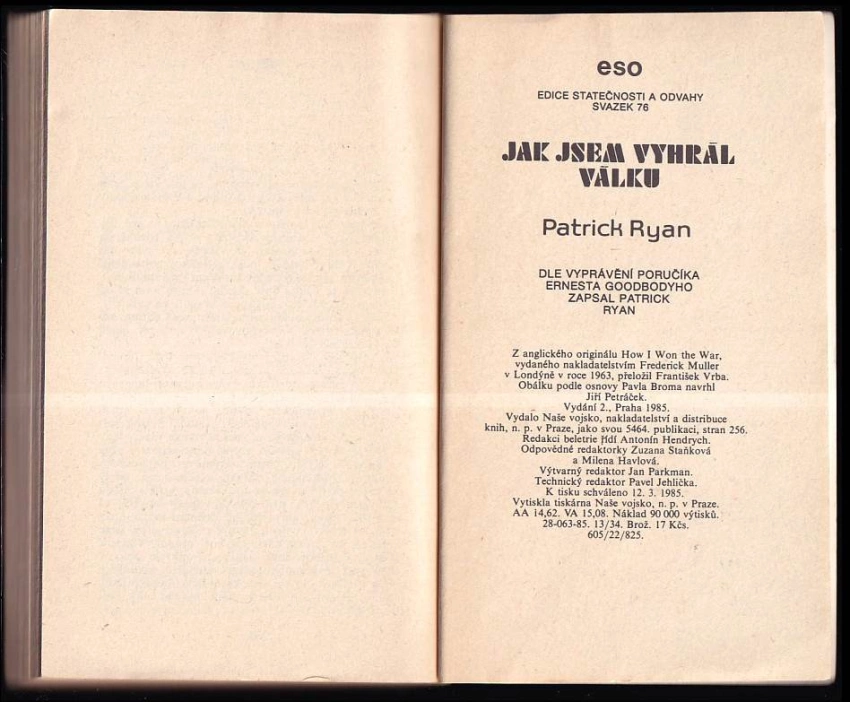 eso
EDICE STATEČNOSTI A ODVAHY
SVAZEK 76
JAK JSEM VYHRÁL
VÁLKU
Patrick Ryan
DLE VYPRÁVĚNÍ PORUČÍKA
ERNESTA GOODBODYHO
ZAPSAL PATRICK
RYAN
Z anglického originálu How I Won the War,
vydaného nakladatelstvím Frederick Muller
v Londýně v roce 1963, přeložil František Vrba.
Obálku podle osnovy Pavla Broma navrhl
Jiří Petráček.
Vydání 2., Praha 1985.
Vydalo Naše vojsko, nakladatelství a distribuce
knih, n. p. v Praze, jako svou 5464. publikaci, stran 256.
Redakci beletrie řídí Antonín Hendrych.
Odpovědné redaktorky Zuzana Staňková
a Milena Havlová.
Výtvarný redaktor Jan Parkman.
Technický redaktor Pavel Jehlička.
K tisku schváleno 12. 3. 1985.
Vytiskla tiskárna Naše vojsko, n. p. v Praze.
AA 14,62. VA 15,08. Náklad 90 000 výtisků.
28-063-85. 13/34. Brož. 17 Kčs.
605/22/825.